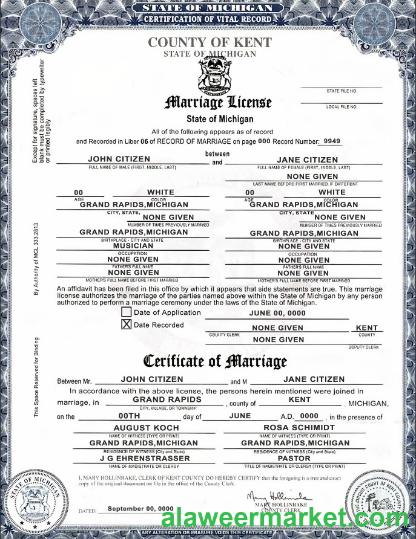 STATE OF MICHIGAN
CERTIFICATION OF VITAL RECORD
COUNTY OF KENT
STATE OF MICHIGAN
STATE FILE NO.
LOCAL FILE NO.
Marriage License
State of Michigan
All of the following appears as of record
and Recorded in Liber 06 of RECORD OF MARRIAGE on page 000 Record Number: 9949
between
JOHN CITIZEN and JANE CITIZEN
FULL NAME OF MALE (FIRST, MIDDLE, LAST) FULL NAME OF FEMALE (FIRST, MIDDLE, LAST)
NONE GIVEN
LAST NAME BEFORE FIRST MARRIED, IF DIFFERENT
00 WHITE 00 WHITE
AGE COLOR AGE COLOR
GRAND RAPIDS,MICHIGAN GRAND RAPIDS,MICHIGAN
CITY, STATE, NONE GIVEN CITY, STATE, NONE GIVEN
NUMBER OF TIMES PREVIOUSLY MARRIED NUMBER OF TIMES PREVIOUSLY MARRIED
GRAND RAPIDS,MICHIGAN GRAND RAPIDS,MICHIGAN
BIRTHPLACE - CITY AND STATE BIRTHPLACE - CITY AND STATE
MUSICIAN NONE GIVEN
OCCUPATION OCCUPATION
NONE GIVEN NONE GIVEN
FATHERS FULL NAME FATHERS FULL NAME
NONE GIVEN NONE GIVEN
MOTHERS FULL NAME BEFORE FIRST MARRIED MOTHERS FULL NAME BEFORE FIRST MARRIED
An affidavit has been filed in this office by which it appears that side statements are true. This marriage
license authorizes the marriage of the parties named above within the State of Michigan by any person
authorized to perform a marriage ceremony under the laws of the State of Michigan.
Date of Application JUNE 00, 0000
X Date Recorded NONE GIVEN KENT
COUNTY CLERK COUNTY
NONE GIVEN
DEPUTY CLERK
Certificate of Marriage
Between Mr. JOHN CITIZEN and M JANE CITIZEN
In accordance with the above license, the persons herein mentioned were joined in
marriage, in GRAND RAPIDS , county of KENT MICHIGAN,
CITY, VILLAGE, OR TOWNSHIP
on the 00TH day of JUNE A.D. 0000 , in the presence of
AUGUST KOCH ROSA SCHIMIDT
NAME OF WITNESS (TYPE OR PRINT) NAME OF WITNESS (TYPE OR PRINT)
GRAND RAPIDS,MICHIGAN GRAND RAPIDS,MICHIGAN
RESIDENCE OF WITNESS (City and State) RESIDENCE OF WITNESS (City and State)
J G EHRENSTRASSER PASTOR
NAME OF MAGISTRATE OR CLERGY TITLE OF MAGISTRATE OR CLERGY (TYPE OR PRINT)
I, MARY HOLLINRAKE, CLERK OF KENT COUNTY DO HEREBY CERTIFY that the foregoing is a true and exact
copy of the original document on file in the office of the County Clerk.
Mary Hollinrake
DATED: September 00, 0000
MARY HOLLINRAKE
COUNTY CLERK
alaweermarket.com
ANY ALTERATION OR ERASURE VOIDS THIS CERTIFICATE
Except for signature, spaces left
blank must be completed by typewriter
or printed legibly
By Authority of MCL 333.2813
This Space Reserved for Binding